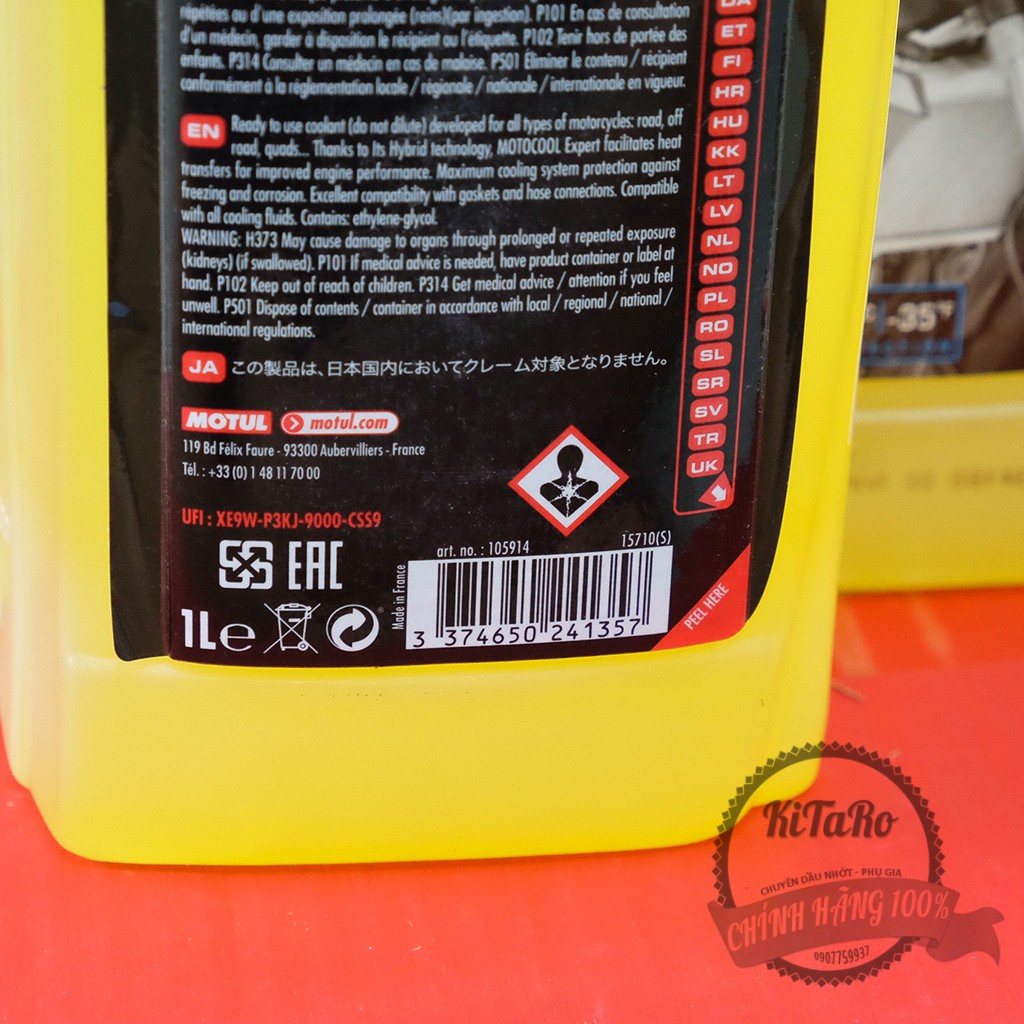 répétées ou d'une exposition prolongée (reins)(par ingestion). P101 En cas de consultation
d'un médecin, garder à disposition le récipient ou l'étiquette. P102 Tenir hors de portée des
enfants. P314 Consulter un médecin en cas de malaise. P501 Éliminer le contenu / récipient
conformément à la réglementation locale / régionale / nationale / internationale en vigueur.
EN Ready to use coolant (do not dilute) developed for all types of motorcycles: road, off
road, quads... Thanks to Its Hybrid technology, MOTOCOOL Expert facilitates heat
transfers for improved engine performance. Maximum cooling system protection against
freezing and corrosion. Excellent compatibility with gaskets and hose connections. Compatible
with all cooling fluids. Contains: ethylene-glycol.
WARNING: H373 May cause damage to organs through prolonged or repeated exposure
(kidneys) (if swallowed). P101 If medical advice is needed, have product container or label at
hand. P102 Keep out of reach of children. P314 Get medical advice / attention if you feel
unwell. P501 Dispose of contents / container in accordance with local / regional / national /
international regulations.
JA この製品は、日本国内においてクレーム対象となりません。
MOTUL motul.com
119 Bd Félix Faure - 93300 Aubervilliers - France
Tél. : +33 (0) 1 48 11 70 00
UFI : XE9W-P3KJ-9000-CSS9
EAC
1L e
Made in France
art. no. : 105914
15710(S)
3 374650 241357
PEEL HERE
DA
ET
FI
HR
HU
KK
LT
LV
NL
NO
PL
RO
SL
SR
SV
TR
UK
-35°F
KiTaRo
CHUYÊN DẦU NHỚT - PHỤ GIA
CHÍNH HÃNG 100%
0907759937